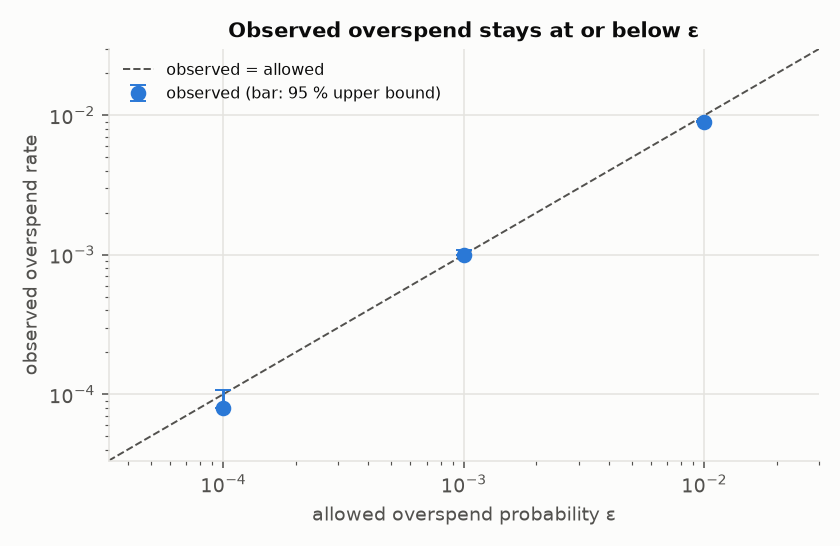 Observed overspend stays at or below ε
observed = allowed
observed (bar: 95 % upper bound)
observed overspend rate
10⁻²
10⁻³
10⁻⁴
10⁻⁴
10⁻³
10⁻²
allowed overspend probability ε